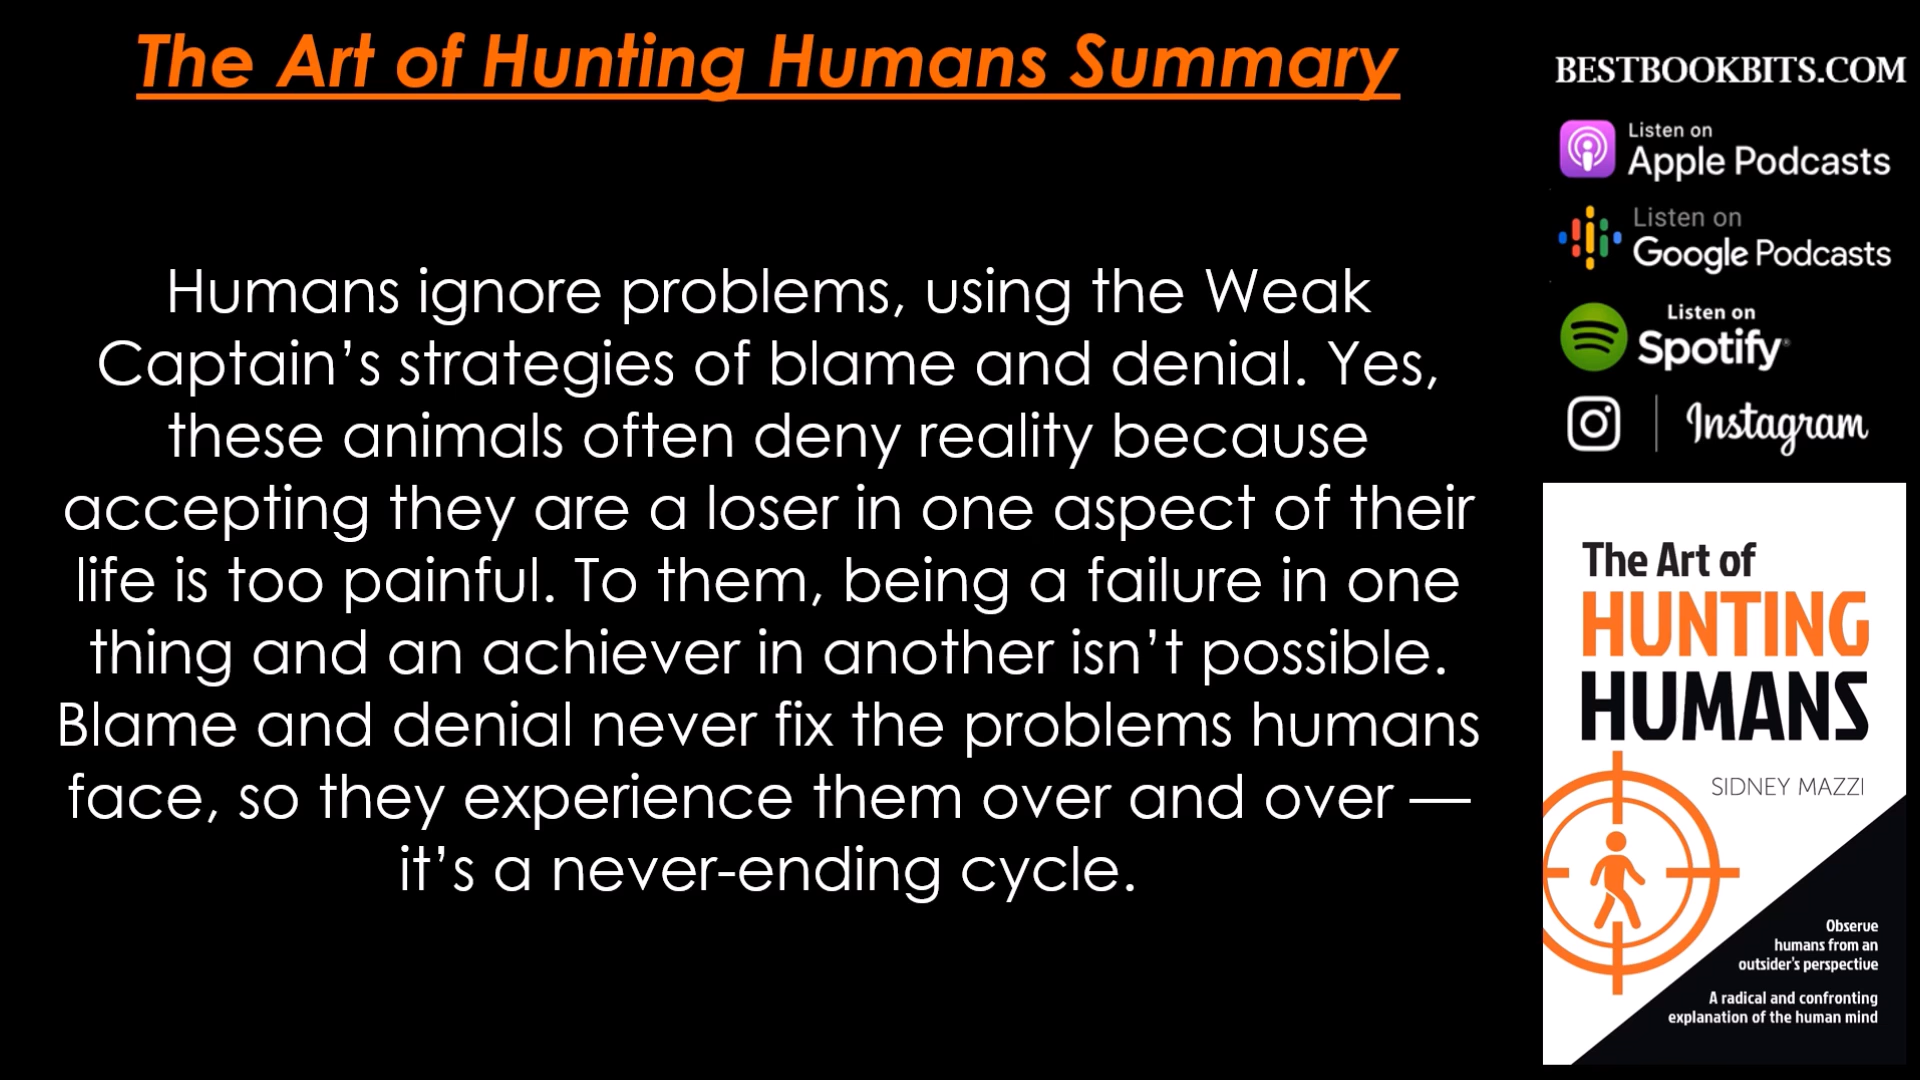 The Art of Hunting Humans Summary
Humans ignore problems, using the Weak
Captain’s strategies of blame and denial. Yes,
these animals often deny reality because
accepting they are a loser in one aspect of their
life is too painful. To them, being a failure in one
thing and an achiever in another isn’t possible.
Blame and denial never fix the problems humans
face, so they experience them over and over —
it’s a never-ending cycle.
BESTBOOKBITS.COM
Listen on
Apple Podcasts
Listen on
Google Podcasts
Listen on
Spotify
Instagram
The Art of
HUNTING
HUMANS
SIDNEY MAZZI
Observe
humans from an
outsider's perspective
A radical and confronting
explanation of the human mind